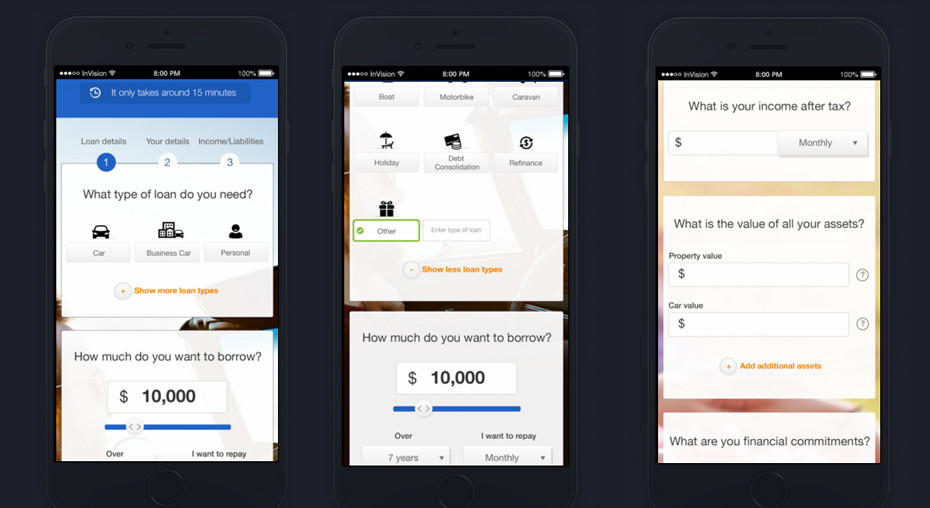 ●●●○○ InVision 8:00 PM 100%
It only takes around 15 minutes
Loan details Your details Income/Liabilities
1 2 3
What type of loan do you need?
Car Business Car Personal
+ Show more loan types
How much do you want to borrow?
$ 10,000
< >
Over I want to repay
●●●○○ InVision 8:00 PM 100%
Boat Motorbike Caravan
Holiday Debt Consolidation Refinance
Other Enter type of loan
- Show less loan types
How much do you want to borrow?
$ 10,000
< >
Over I want to repay
7 years ▼ Monthly ▼
●●●○○ InVision 8:00 PM 100%
What is your income after tax?
$ Monthly ▼
What is the value of all your assets?
Property value
$ ?
Car value
$ ?
+ Add additional assets
What are you financial commitments?